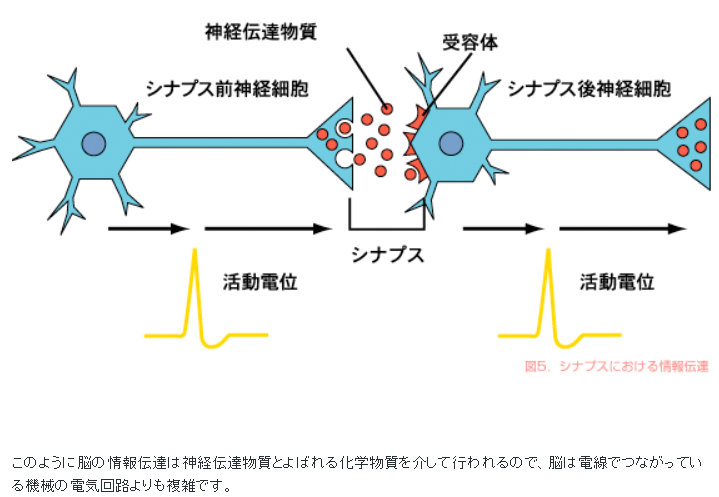 神経伝達物質
受容体
シナプス前神経細胞
シナプス後神経細胞
シナプス
活動電位
活動電位
図5. シナプスにおける情報伝達
このように脳の情報伝達は神経伝達物質とよばれる化学物質を介して行われるので、脳は電線でつながってい
る機械の電気回路よりも複雑です。